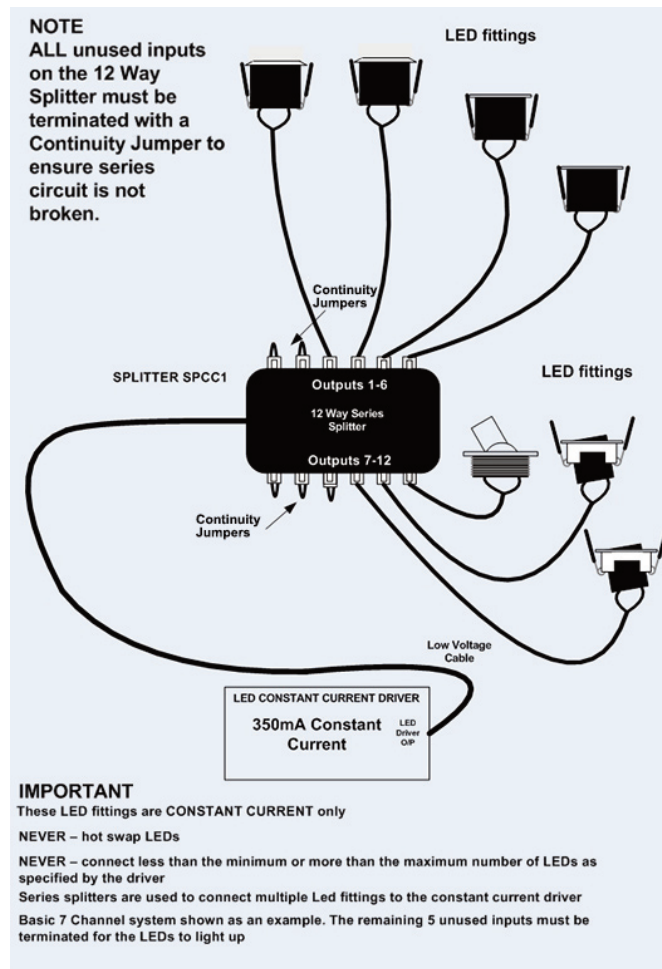 NOTE
ALL unused inputs
on the 12 Way
Splitter must be
terminated with a
Continuity Jumper to
ensure series
circuit is not
broken.
LED fittings
Continuity
Jumpers
SPLITTER SPCC1
Outputs 1-6
12 Way Series
Splitter
Outputs 7-12
LED fittings
Continuity
Jumpers
Low Voltage
Cable
LED CONSTANT CURRENT DRIVER
350mA Constant
Current
LED
Driver
O/P
IMPORTANT
These LED fittings are CONSTANT CURRENT only
NEVER – hot swap LEDs
NEVER – connect less than the minimum or more than the maximum number of LEDs as
specified by the driver
Series splitters are used to connect multiple Led fittings to the constant current driver
Basic 7 Channel system shown as an example. The remaining 5 unused inputs must be
terminated for the LEDs to light up